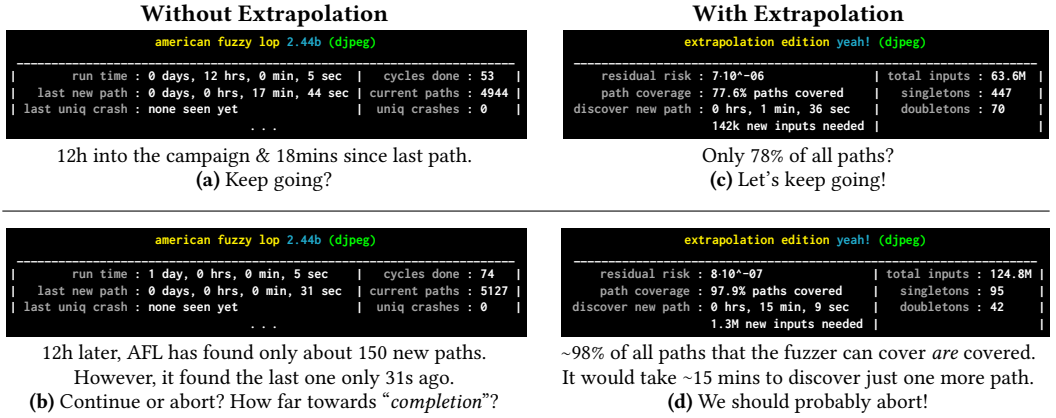 Without Extrapolation
american fuzzy lop 2.44b (djpeg)
run time : 0 days, 12 hrs, 0 min, 5 sec | cycles done : 53
last new path : 0 days, 0 hrs, 17 min, 44 sec | current paths : 4944
last uniq crash : none seen yet | uniq crashes : 0
. . .
12h into the campaign & 18mins since last path.
(a) Keep going?
With Extrapolation
extrapolation edition yeah! (djpeg)
residual risk : 7·10^-06 | total inputs : 63.6M
path coverage : 77.6% paths covered | singletons : 447
discover new path : 0 hrs, 1 min, 36 sec | doubletons : 70
142k new inputs needed |
Only 78% of all paths?
(c) Let's keep going!
american fuzzy lop 2.44b (djpeg)
run time : 1 day, 0 hrs, 0 min, 5 sec | cycles done : 74
last new path : 0 days, 0 hrs, 0 min, 31 sec | current paths : 5127
last uniq crash : none seen yet | uniq crashes : 0
. . .
12h later, AFL has found only about 150 new paths.
However, it found the last one only 31s ago.
(b) Continue or abort? How far towards “completion”?
extrapolation edition yeah! (djpeg)
residual risk : 8·10^-07 | total inputs : 124.8M
path coverage : 97.9% paths covered | singletons : 95
discover new path : 0 hrs, 15 min, 9 sec | doubletons : 42
1.3M new inputs needed |
~98% of all paths that the fuzzer can cover are covered.
It would take ~15 mins to discover just one more path.
(d) We should probably abort!